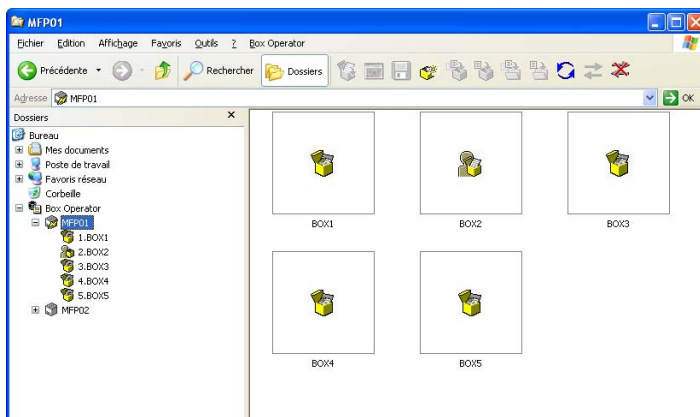 MFP01
Fichier Edition Affichage Favoris Outils ? Box Operator
Précédente Rechercher Dossiers
Adresse MFP01 OK
Dossiers x
Bureau
Mes documents
Poste de travail
Favoris réseau
Corbeille
Box Operator
MFP01
1.BOX1
2.BOX2
3.BOX3
4.BOX4
5.BOX5
MFP02
BOX1 BOX2 BOX3
BOX4 BOX5